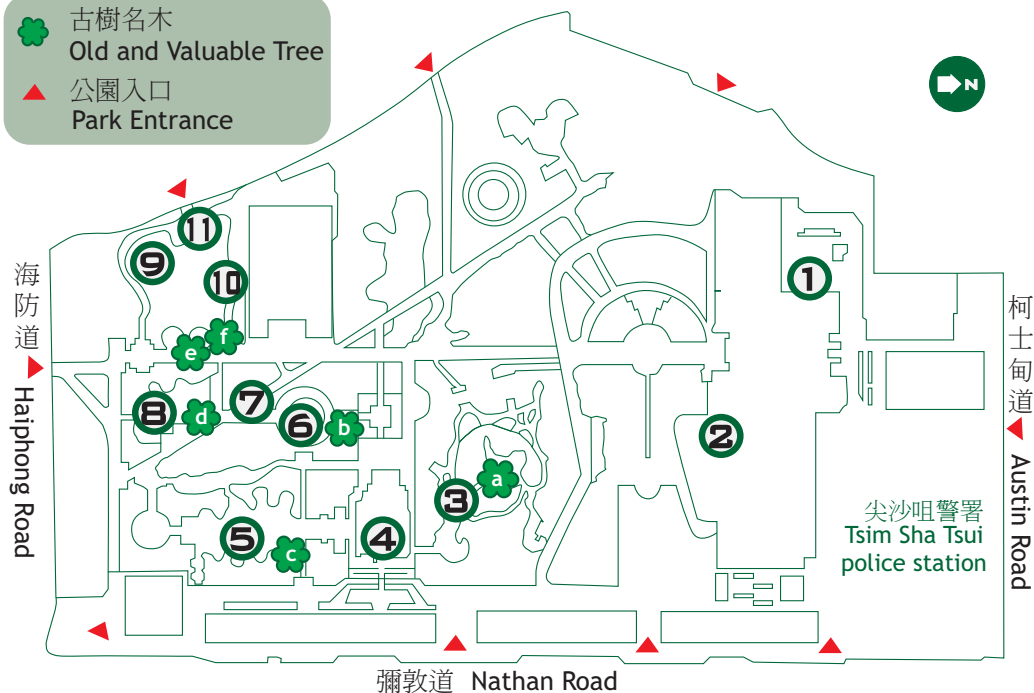 古樹名木
Old and Valuable Tree
公園入口
Park Entrance
N
11
9
10
1
海防道
Haiphong Road
柯士甸道
Austin Road
f
e
7
8
d
6
b
2
a
3
5
4
c
尖沙咀警署
Tsim Sha Tsui
police station
彌敦道 Nathan Road